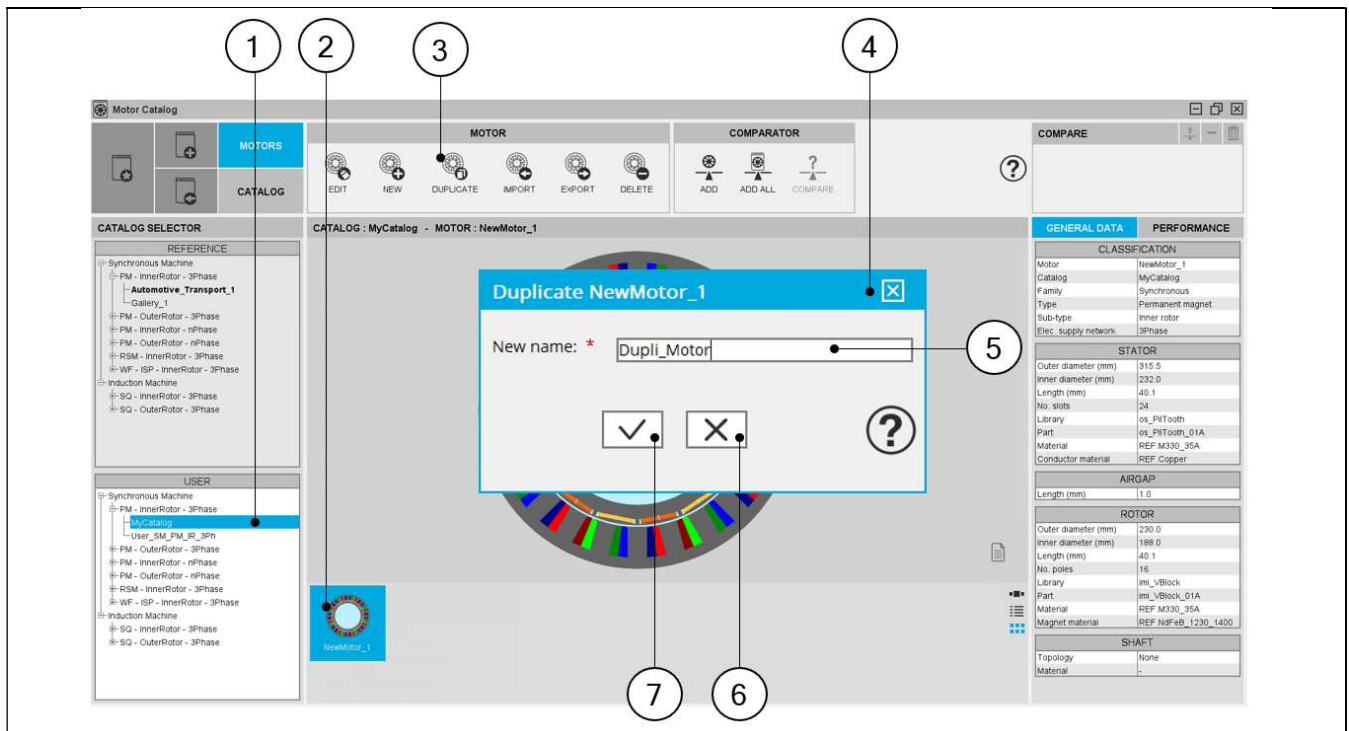 1
2
3
4
Motor Catalog
MOTORS
CATALOG
MOTOR
EDIT
NEW
DUPLICATE
IMPORT
EXPORT
DELETE
COMPARATOR
ADD
ADD ALL
?
COMPARE
?
COMPARE
?
CATALOG SELECTOR
REFERENCE
Synchronous Machine
PM - InnerRotor - 3Phase
Automotive_Transport_1
Gallery_1
PM - OuterRotor - 3Phase
PM - InnerRotor - nPhase
PM - OuterRotor - nPhase
RSM - InnerRotor - 3Phase
WF - ISP - InnerRotor - 3Phase
Induction Machine
SQ - InnerRotor - 3Phase
SQ - OuterRotor - 3Phase
USER
Synchronous Machine
PM - InnerRotor - 3Phase
MyCatalog
User_SM_PM_IR_3Ph
PM - OuterRotor - 3Phase
PM - InnerRotor - nPhase
PM - OuterRotor - nPhase
RSM - InnerRotor - 3Phase
WF - ISP - InnerRotor - 3Phase
Induction Machine
SQ - InnerRotor - 3Phase
SQ - OuterRotor - 3Phase
CATALOG : MyCatalog - MOTOR : NewMotor_1
Duplicate NewMotor_1
New name: * Dupli_Motor
5
?
NewMotor_1
7
6
GENERAL DATA
PERFORMANCE
CLASSIFICATION
Motor NewMotor_1
Catalog MyCatalog
Family Synchronous
Type Permanent magnet
Sub-type Inner rotor
Elec. supply network 3Phase
STATOR
Outer diameter (mm) 315.5
Inner diameter (mm) 232.0
Length (mm) 40.1
No. slots 24
Library os_PllTooth
Part os_PllTooth_01A
Material REF.M330_35A
Conductor material REF.Copper
AIRGAP
Length (mm) 1.0
ROTOR
Outer diameter (mm) 230.0
Inner diameter (mm) 188.0
Length (mm) 40.1
No. poles 16
Library imi_VBlock
Part imi_VBlock_01A
Material REF.M330_35A
Magnet material REF.NdFeB_1230_1400
SHAFT
Topology None
Material -